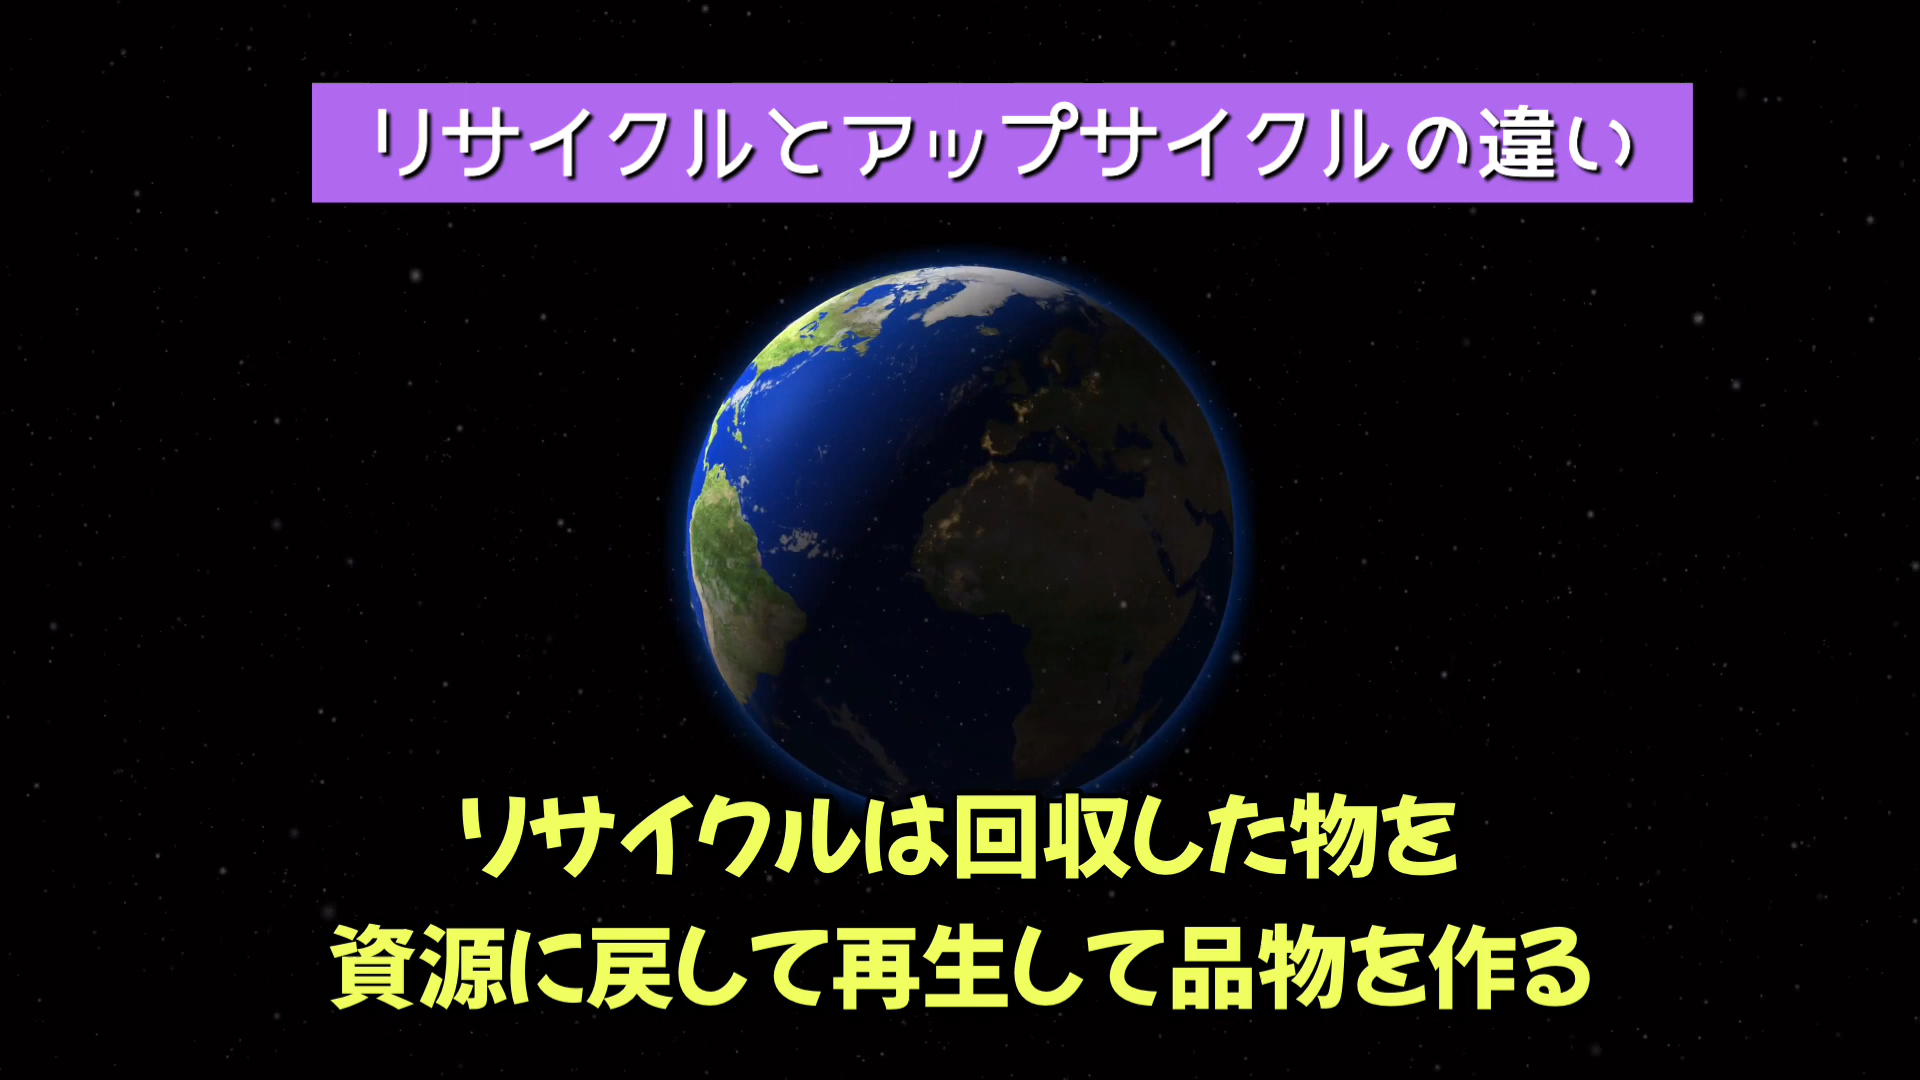 リサイクルとアップサイクルの違い
リサイクルは回収した物を
資源に戻して再生して品物を作る